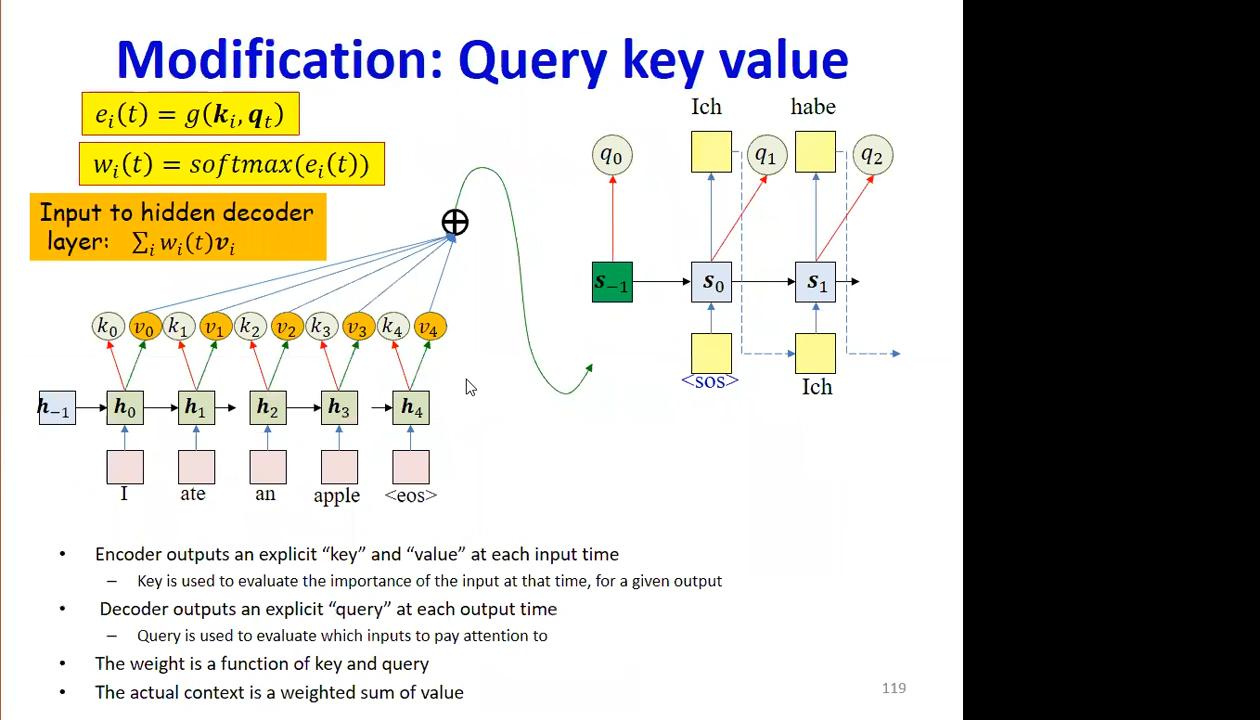 Modification: Query key value
e_i(t) = g(k_i, q_t)
w_i(t) = softmax(e_i(t))
Input to hidden decoder
layer: ∑_i w_i(t)v_i
Ich habe
q_0 q_1 q_2
s_−1 s_0 s_1
<sos> Ich
k_0 v_0 k_1 v_1 k_2 v_2 k_3 v_3 k_4 v_4
h_−1 h_0 h_1 h_2 h_3 h_4
I ate an apple <eos>
• Encoder outputs an explicit “key” and “value” at each input time
– Key is used to evaluate the importance of the input at that time, for a given output
• Decoder outputs an explicit “query” at each output time
– Query is used to evaluate which inputs to pay attention to
• The weight is a function of key and query
• The actual context is a weighted sum of value
119